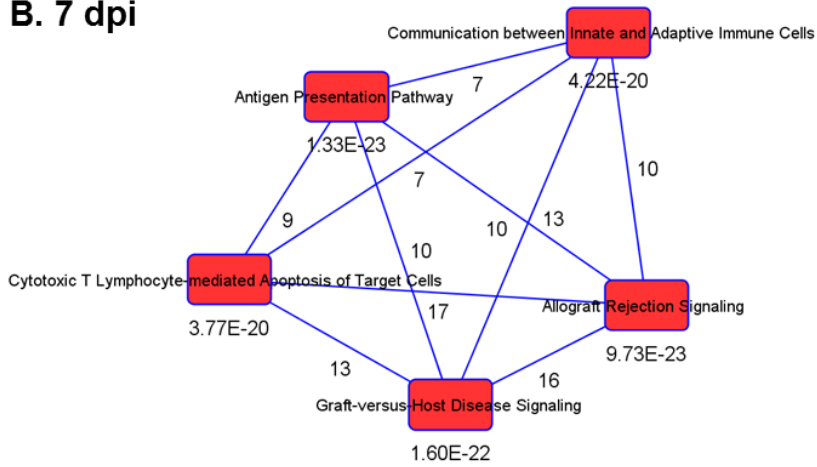 B. 7 dpi
Communication between Innate and Adaptive Immune Cells
4.22E-20
7
Antigen Presentation Pathway
1.33E-23
10
7
9
10
13
10
Cytotoxic T Lymphocyte-mediated Apoptosis of Target Cells
3.77E-20
17
Allograft Rejection Signaling
9.73E-23
13
16
Graft-versus-Host Disease Signaling
1.60E-22